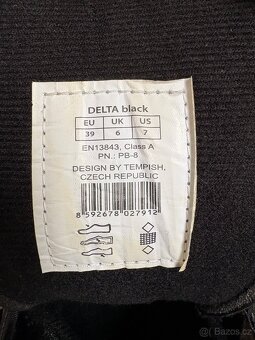 DELTA black
EU UK US
39 6 7
EN13843, Class A
PN.: PB-8
DESIGN BY TEMPISH,
CZECH REPUBLIC
8 592678 027912
Bazoš.cz